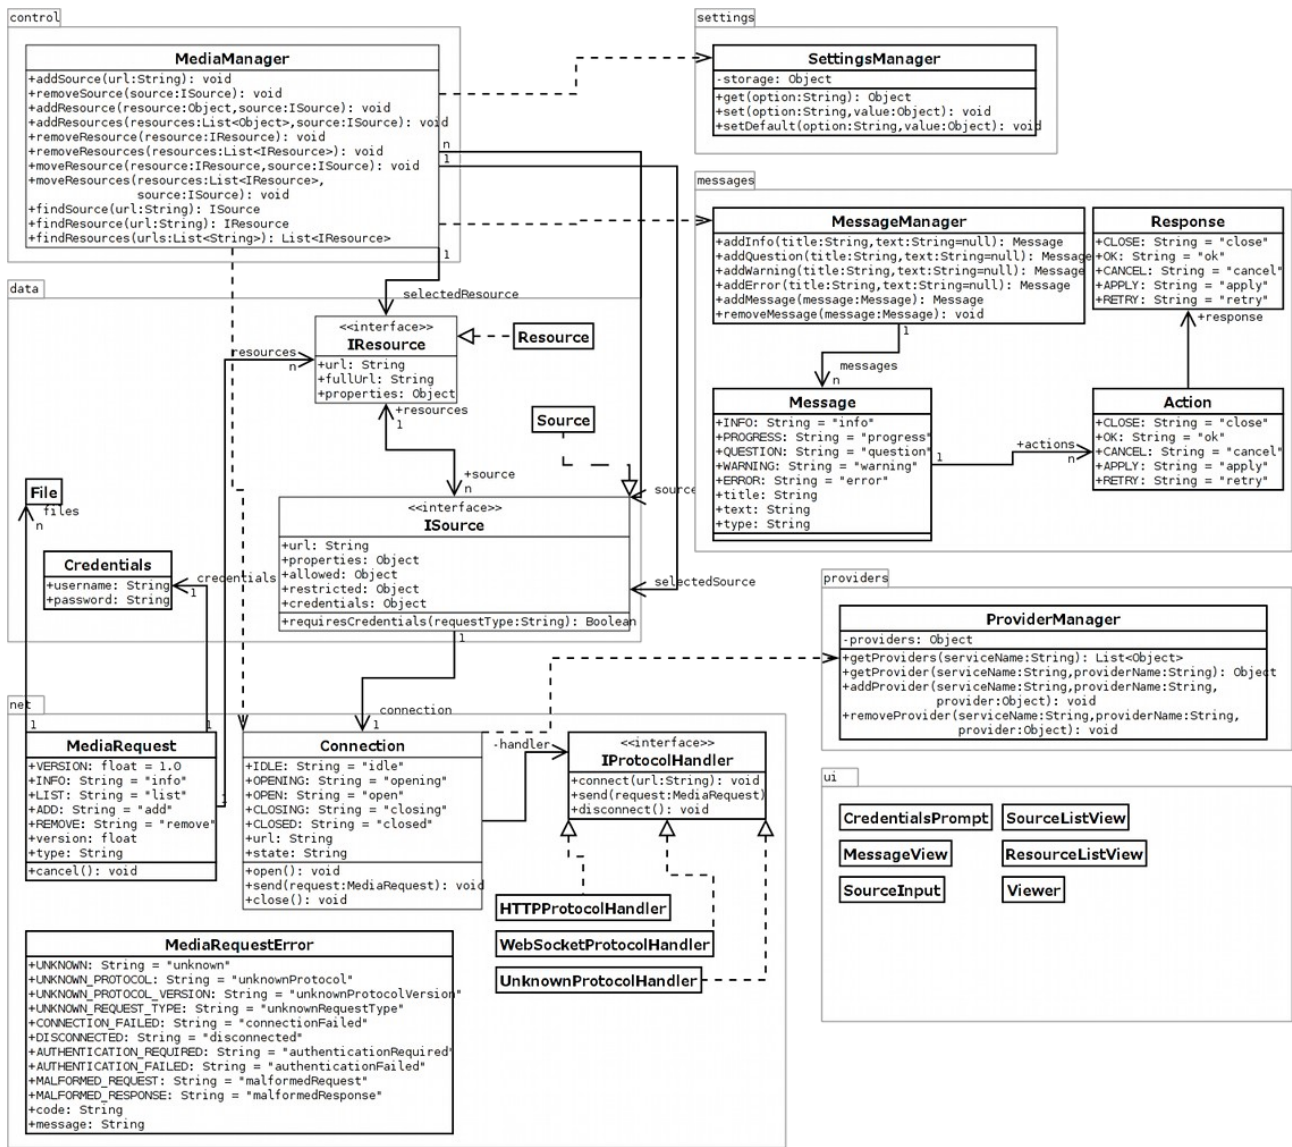 control
MediaManager
+addSource(url:String): void
+removeSource(source:ISource): void
+addResource(resource:Object,source:ISource): void
+addResources(resources:List<Object>,source:ISource): void
+removeResource(resource:IResource): void
+removeResources(resources:List<IResource>): void
+moveResource(resource:IResource,source:ISource): void
+moveResources(resources:List<IResource>,
source:ISource): void
+findSource(url:String): ISource
+findResource(url:String): IResource
+findResources(urls:List<String>): List<IResource>
n
1
1
settings
SettingsManager
-storage: Object
+get(option:String): Object
+set(option:String,value:Object): void
+setDefault(option:String,value:Object): void
messages
MessageManager
+addInfo(title:String,text:String=null): Message
+addQuestion(title:String,text:String=null): Message
+addWarning(title:String,text:String=null): Message
+addError(title:String,text:String=null): Message
+addMessage(message:Message): Message
+removeMessage(message:Message): void
1
messages
n
Response
+CLOSE: String = "close"
+OK: String = "ok"
+CANCEL: String = "cancel"
+APPLY: String = "apply"
+RETRY: String = "retry"
+response
Message
+INFO: String = "info"
+PROGRESS: String = "progress"
+QUESTION: String = "question"
+WARNING: String = "warning"
+ERROR: String = "error"
+title: String
+text: String
+type: String
1
+actions
n
Action
+CLOSE: String = "close"
+OK: String = "ok"
+CANCEL: String = "cancel"
+APPLY: String = "apply"
+RETRY: String = "retry"
data
selectedResource
<<interface>>
IResource
+url: String
+fullUrl: String
+properties: Object
resources
n
Resource
+resources
1
Source
+source
n
source
File
files
n
Credentials
+username: String
+password: String
credentials
1
<<interface>>
ISource
+url: String
+properties: Object
+allowed: Object
+restricted: Object
+credentials: Object
+requiresCredentials(requestType:String): Boolean
selectedSource
1
connection
1
providers
ProviderManager
-providers: Object
+getProviders(serviceName:String): List<Object>
+getProvider(serviceName:String,providerName:String): Object
+addProvider(serviceName:String,providerName:String,
provider:Object): void
+removeProvider(serviceName:String,providerName:String,
provider:Object): void
net
1
1
MediaRequest
+VERSION: float = 1.0
+INFO: String = "info"
+LIST: String = "list"
+ADD: String = "add"
+REMOVE: String = "remove"
+version: float
+type: String
+cancel(): void
1
Connection
+IDLE: String = "idle"
+OPENING: String = "opening"
+OPEN: String = "open"
+CLOSING: String = "closing"
+CLOSED: String = "closed"
+url: String
+state: String
+open(): void
+send(request:MediaRequest): void
+close(): void
-handler
<<interface>>
IProtocolHandler
+connect(url:String): void
+send(request:MediaRequest)
+disconnect(): void
HTTPProtocolHandler
WebSocketProtocolHandler
UnknownProtocolHandler
MediaRequestError
+UNKNOWN: String = "unknown"
+UNKNOWN_PROTOCOL: String = "unknownProtocol"
+UNKNOWN_PROTOCOL_VERSION: String = "unknownProtocolVersion"
+UNKNOWN_REQUEST_TYPE: String = "unknownRequestType"
+CONNECTION_FAILED: String = "connectionFailed"
+DISCONNECTED: String = "disconnected"
+AUTHENTICATION_REQUIRED: String = "authenticationRequired"
+AUTHENTICATION_FAILED: String = "authenticationFailed"
+MALFORMED_REQUEST: String = "malformedRequest"
+MALFORMED_RESPONSE: String = "malformedResponse"
+code: String
+message: String
ui
CredentialsPrompt
SourceListView
MessageView
ResourceListView
SourceInput
Viewer